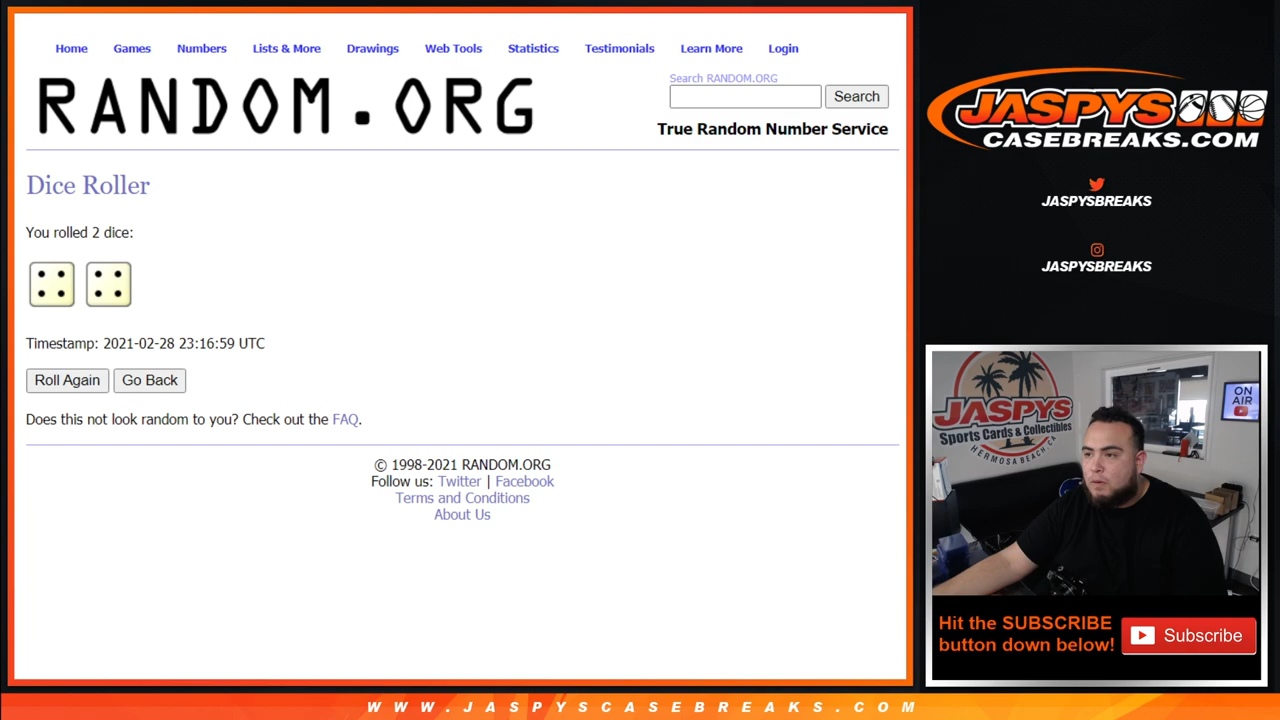 Home Games Numbers Lists & More Drawings Web Tools Statistics Testimonials Learn More Login
RANDOM.ORG
Search RANDOM.ORG
Search
True Random Number Service
Dice Roller
You rolled 2 dice:
Timestamp: 2021-02-28 23:16:59 UTC
Roll Again Go Back
Does this not look random to you? Check out the FAQ.
© 1998-2021 RANDOM.ORG
Follow us: Twitter | Facebook
Terms and Conditions
About Us
JASPYS
CASEBREAKS.COM
JASPYSBREAKS
JASPYSBREAKS
JASPYS
Sports Cards & Collectibles
HERMOSA BEACH, CA
ON
AIR
Hit the SUBSCRIBE
button down below!
Subscribe
WWW.JASPYSCASEBREAKS.COM